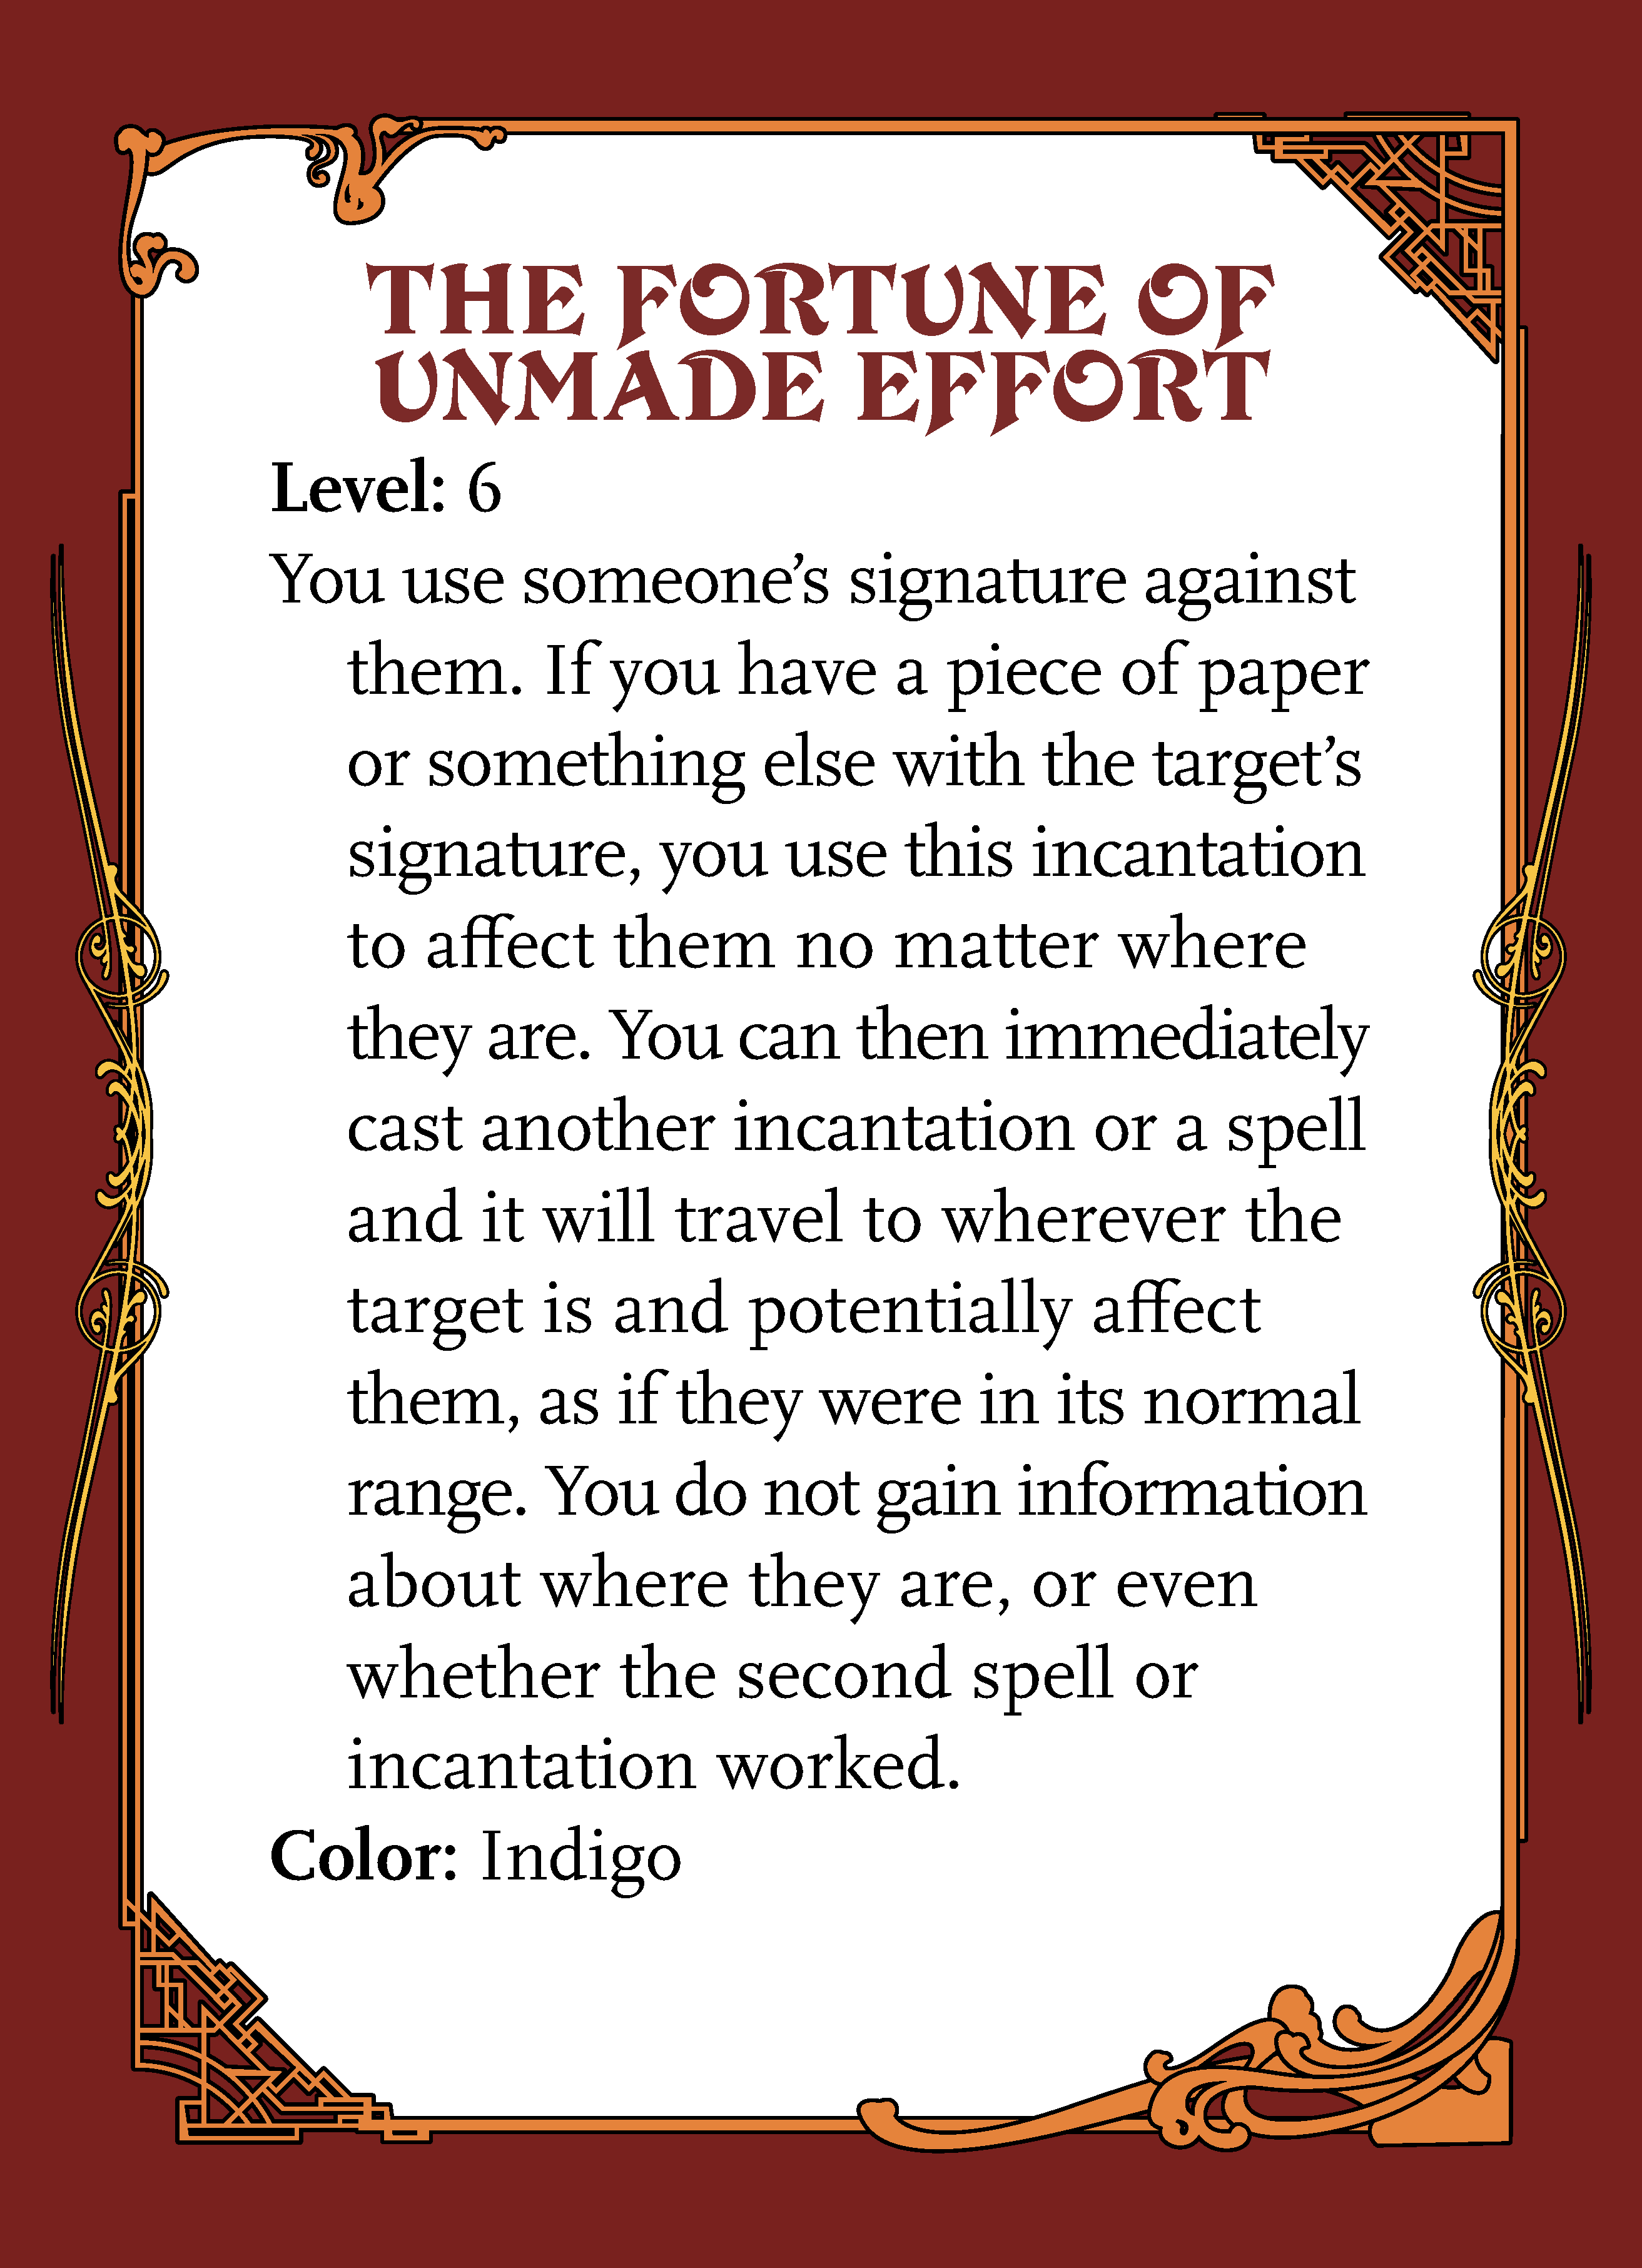 THE FORTUNE OF
UNMADE EFFORT
Level: 6
You use someone’s signature against
them. If you have a piece of paper
or something else with the target’s
signature, you use this incantation
to affect them no matter where
they are. You can then immediately
cast another incantation or a spell
and it will travel to wherever the
target is and potentially affect
them, as if they were in its normal
range. You do not gain information
about where they are, or even
whether the second spell or
incantation worked.
Color: Indigo